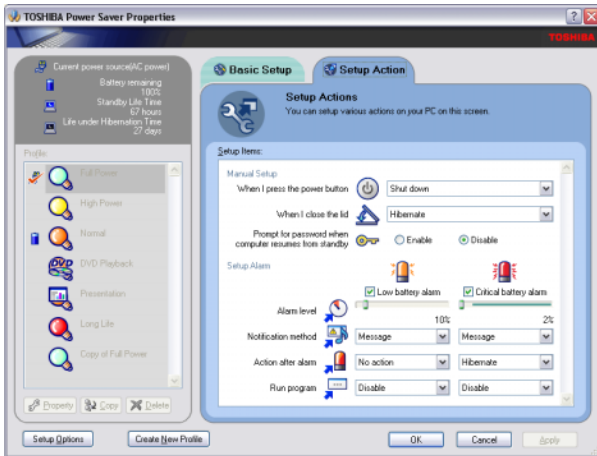 TOSHIBA Power Saver Properties
TOSHIBA
Current power source(AC power)
Battery remaining
100%
Standby Life Time
67 hours
Life under Hibernation Time
27 days
Profile:
Full Power
High Power
Normal
DVD Playback
Presentation
Long Life
Copy of Full Power
Property
Copy
Delete
Setup Options
Create New Profile
Basic Setup
Setup Action
Setup Actions
You can setup various actions on your PC on this screen.
Setup Items:
Manual Setup
When I press the power button
Shut down
When I close the lid
Hibernate
Prompt for password when
computer resumes from standby
Enable
Disable
Setup Alarm
Low battery alarm
Critical battery alarm
Alarm level
10%
2%
Notification method
Message
Message
Action after alarm
No action
Hibernate
Run program
Disable
Disable
OK
Cancel
Apply